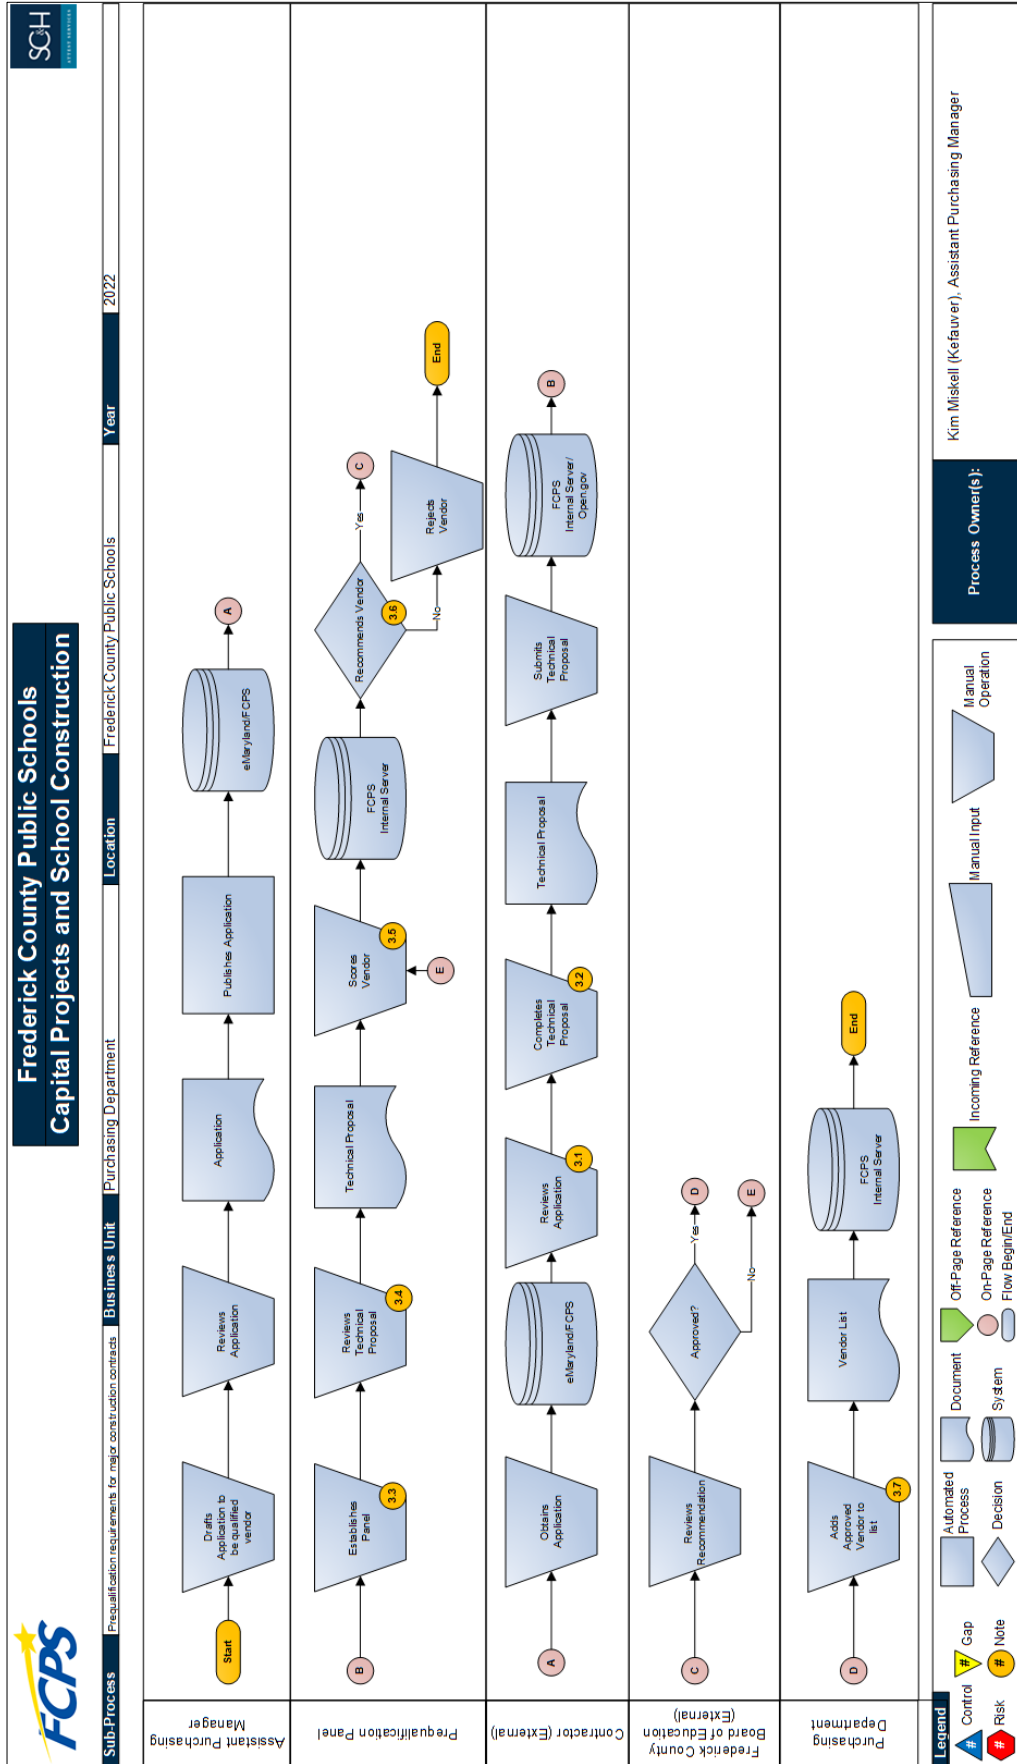 FCPS
Frederick County Public Schools
Capital Projects and School Construction
SC&H
ATTEST SERVICES
Sub-Process
Prequalification requirements for major construction contracts
Business Unit
Purchasing Department
Location
Frederick County Public Schools
Year
2022
Assistant Purchasing
Manager
Start
Drafts
Application to
be qualified
vendor
Reviews
Application
Application
Publishes Application
eMaryland/FCPS
A
Prequalification Panel
B
Establishes
Panel
3.3
Reviews
Technical
Proposal
3.4
Technical Proposal
Scores
Vendor
3.5
E
FCPS
Internal Server
Recommends Vendor
3.6
Yes
C
No
Rejects
Vendor
End
Contractor (External)
A
Obtains
Application
eMaryland/FCPS
Reviews
Application
3.1
Completes
Technical
Proposal
3.2
Technical Proposal
Submits
Technical
Proposal
FCPS
Internal Server/
Open.gov
B
Frederick County
Board of Education
(External)
C
Reviews
Recommendation
Approved?
Yes
D
No
E
Purchasing
Department
D
Adds
Approved
Vendor to
list
3.7
Vendor List
FCPS
Internal Server
End
Legend
# Control
# Gap
# Risk
# Note
Automated
Process
Document
Decision
System
Off-Page Reference
On-Page Reference
Flow Begin/End
Incoming Reference
Manual Input
Manual
Operation
Process Owner(s):
Kim Miskell (Kefauver), Assistant Purchasing Manager